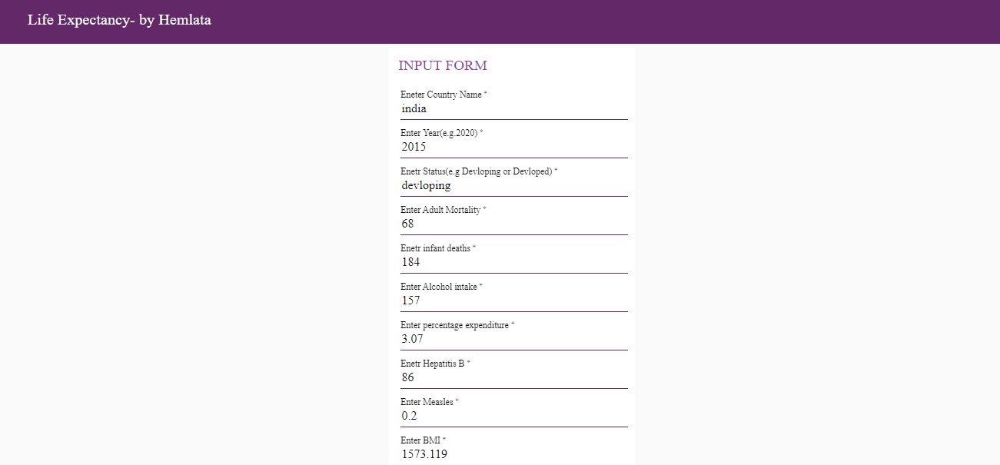 Life Expectancy- by Hemlata
INPUT FORM
Eneter Country Name *
india
Enter Year(e.g.2020) *
2015
Enetr Status(e.g Devloping or Devloped) *
devloping
Enter Adult Mortality *
68
Enetr infant deaths *
184
Enter Alcohol intake *
157
Enter percentage expenditure *
3.07
Enetr Hepatitis B *
86
Enter Measles *
0.2
Enter BMI *
1573.119